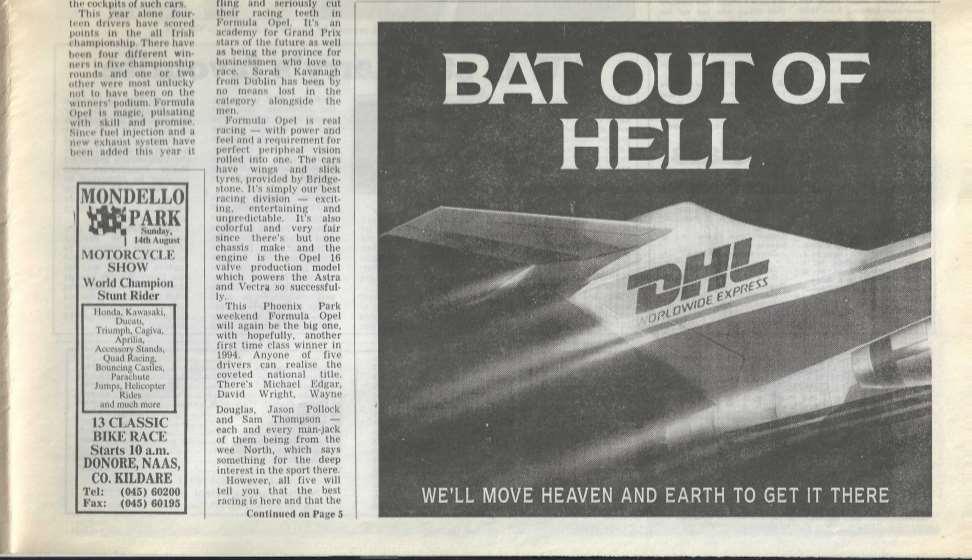 the cockpits of such cars.
This year alone four-
teen drivers have scored
points in the all Irish
championship. There have
been four different win-
ners in five championship
rounds and one or two
other were most unlucky
not to have been on the
winners' podium. Formula
Opel is magic, pulsating
with skill and promise.
Since fuel injection and a
new exhaust system have
been added this year it
MONDELLO
PARK
Sunday,
14th August
MOTORCYCLE
SHOW
World Champion
Stunt Rider
Honda, Kawasaki,
Ducati,
Triumph, Cagiva,
Aprilia,
Accessory Stands,
Quad Racing,
Bouncing Castles,
Parachute
Jumps, Helicopter
Rides
and much more
13 CLASSIC
BIKE RACE
Starts 10 a.m.
DONORE, NAAS,
CO. KILDARE
Tel: (045) 60200
Fax: (045) 60195
fling and seriously cut
their racing teeth in
Formula Opel. It's an
academy for Grand Prix
stars of the future as well
as being the province for
businessmen who love to
race. Sarah Kavanagh
from Dublin has been by
no means lost in the
category alongside the
men.
Formula Opel is real
racing — with power and
feel and a requirement for
perfect peripheal vision
rolled into one. The cars
have wings and slick
tyres, provided by Bridge-
stone. It's simply our best
racing division — excit-
ing, entertaining and
unpredictable. It's also
colorful and very fair
since there's but one
chassis make and the
engine is the Opel 16
valve production model
which powers the Astra
and Vectra so successful-
ly.
This Phoenix Park
weekend Formula Opel
will again be the big one,
with, hopefully, another
first time class winner in
1994. Anyone of five
drivers can realise the
coveted national title.
There's Michael Edgar,
David Wright, Wayne
Douglas, Jason Pollock
and Sam Thompson —
each and every man-jack
of them being from the
wee North, which says
something for the deep
interest in the sport there.
However, all five will
tell you that the best
racing is here and that the
Continued on Page 5
BAT OUT OF
HELL
DHL
WORLDWIDE EXPRESS
WE'LL MOVE HEAVEN AND EARTH TO GET IT THERE